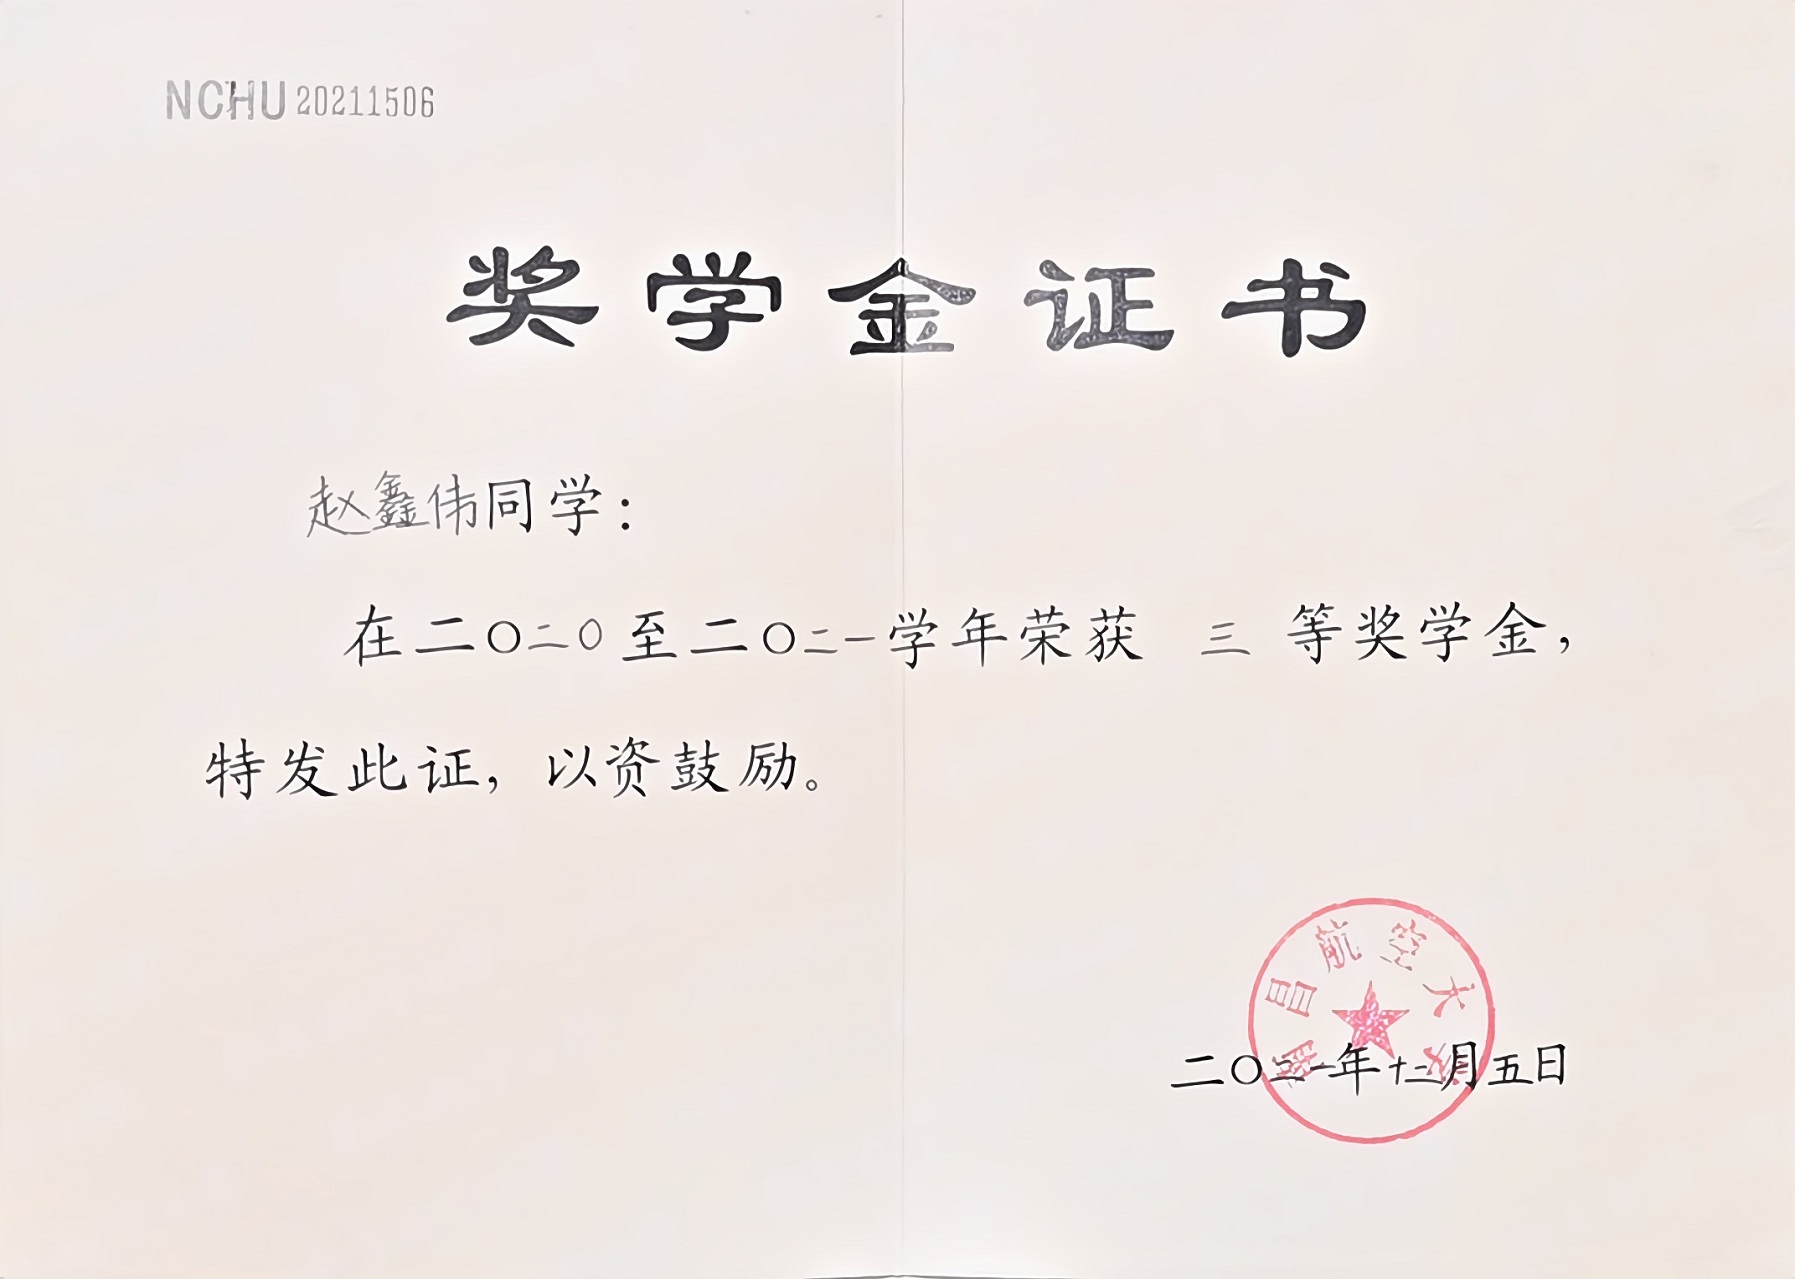 NCHU 20211506
奖学金证书
赵鑫伟同学：
在二〇二〇至二〇二一学年荣获 三 等奖学金，
特发此证，以资鼓励。
南昌航空大学
二〇二一年十二月五日